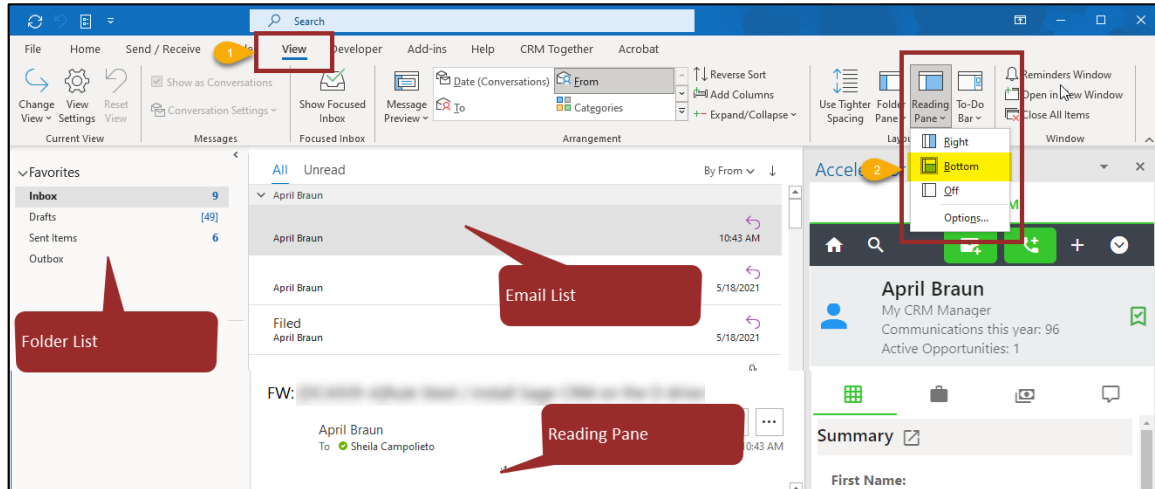 Search
File Home Send / Receive View Developer Add-ins Help CRM Together Acrobat
1
Change View
View Settings
Reset View
Current View
Show as Conversations
Conversation Settings
Messages
Show Focused Inbox
Focused Inbox
Message Preview
Date (Conversations) From
To Categories
Reverse Sort
Add Columns
Expand/Collapse
Arrangement
Use Tighter Spacing
Folder Pane
Reading Pane
To-Do Bar
Reminders Window
Open in New Window
Close All Items
Window
Right
2
Bottom
Off
Options...
Favorites
Inbox 9
Drafts [49]
Sent Items 6
Outbox
Folder List
All Unread By From
April Braun
April Braun 10:43 AM
April Braun 5/18/2021
Filed
April Braun 5/18/2021
Email List
FW:
April Braun
To Sheila Campolieto
Reading Pane
April Braun
My CRM Manager
Communications this year: 96
Active Opportunities: 1
Summary
First Name: